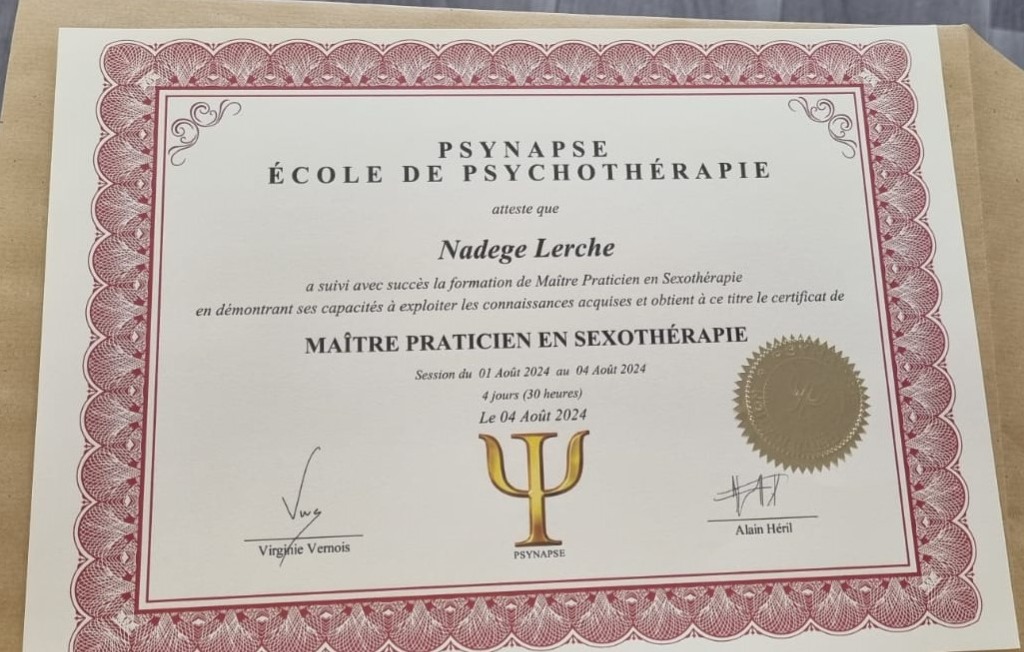 PSYNAPSE
ÉCOLE DE PSYCHOTHÉRAPIE
atteste que
Nadege Lerche
a suivi avec succès la formation de Maître Praticien en Sexothérapie
en démontrant ses capacités à exploiter les connaissances acquises et obtient à ce titre le certificat de
MAÎTRE PRATICIEN EN SEXOTHÉRAPIE
Session du 01 Août 2024 au 04 Août 2024
4 jours (30 heures)
Le 04 Août 2024
Virginie Vernois
PSYNAPSE
Alain Héril